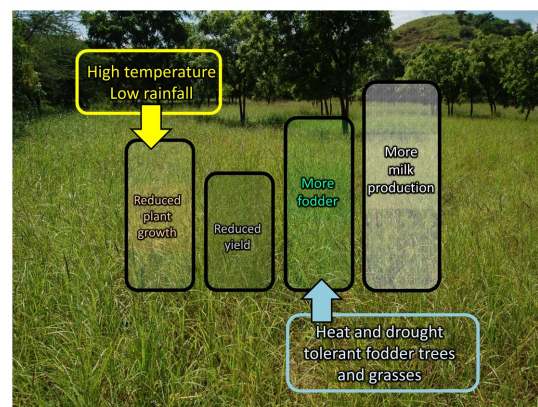 High temperature
Low rainfall
Reduced
plant
growth
Reduced
yield
More
fodder
More
milk
production
Heat and drought
tolerant fodder trees
and grasses